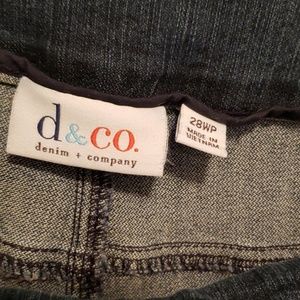 d&co.
denim + company
28WP
MADE IN
VIETNAM